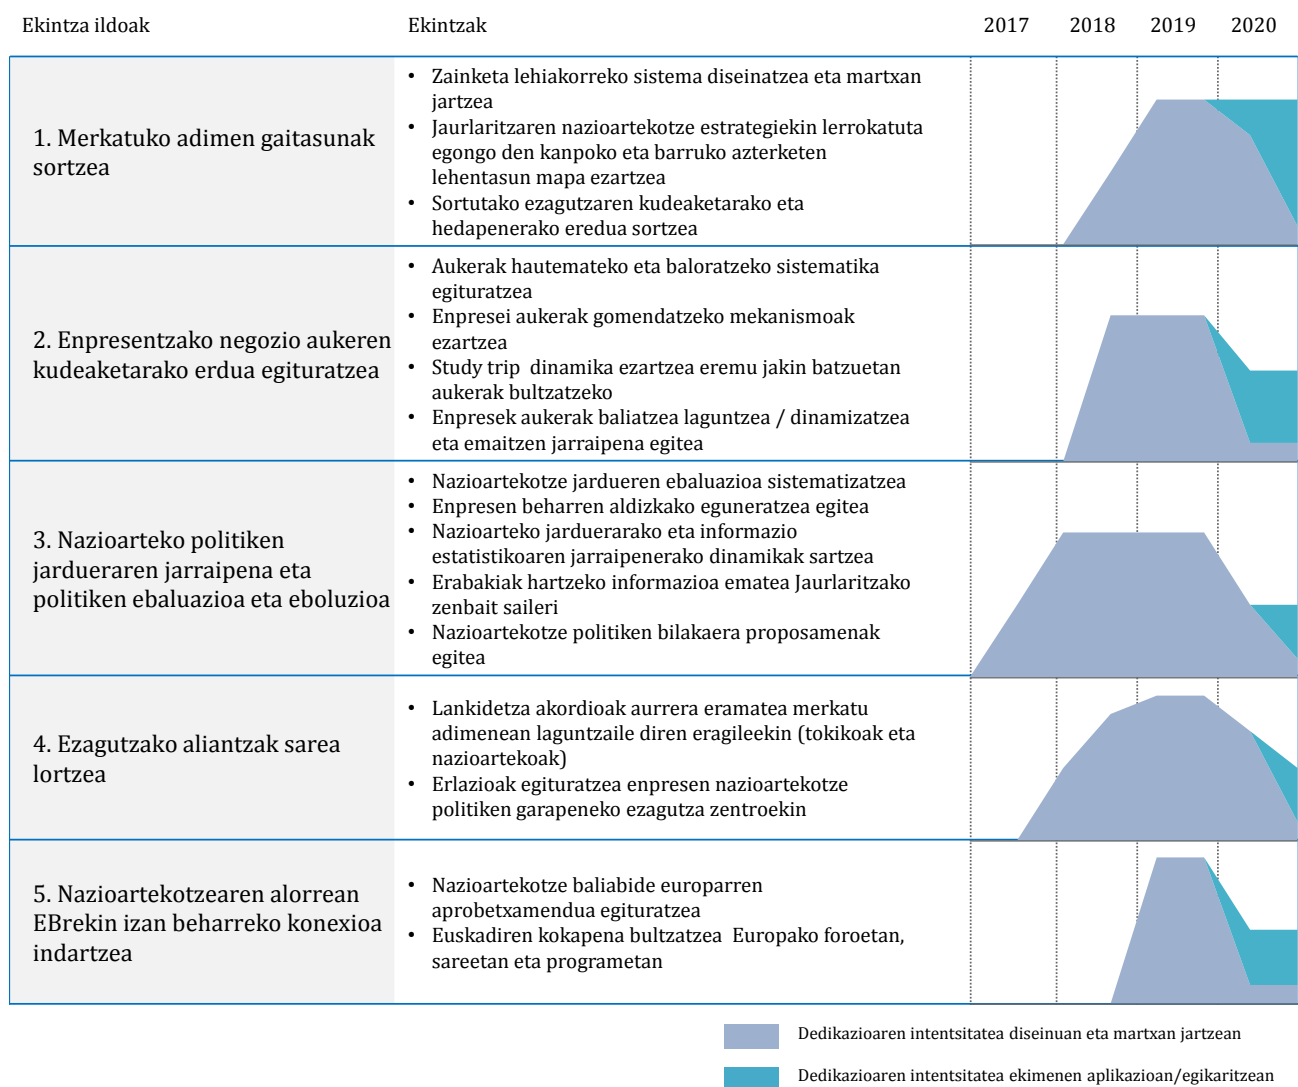 Ekintza ildoak
Ekintzak
2017
2018
2019
2020
1. Merkatuko adimen gaitasunak
sortzea
• Zainketa lehiakorreko sistema diseinatzea eta martxan
jartzea
• Jaurlaritzaren nazioartekotze estrategiekin lerrokatuta
egongo den kanpoko eta barruko azterketen
lehentasun mapa ezartzea
• Sortutako ezagutzaren kudeaketarako eta
hedapenerako eredua sortzea
2. Enpresentzako negozio aukeren
kudeaketarako erdua egituratzea
• Aukerak hautemateko eta baloratzeko sistematika
egituratzea
• Enpresei aukerak gomendatzeko mekanismoak
ezartzea
• Study trip dinamika ezartzea eremu jakin batzuetan
aukerak bultzatzeko
• Enpresek aukerak baliatzea laguntzea / dinamizatzea
eta emaitzen jarraipena egitea
3. Nazioarteko politiken
jardueraren jarraipena eta
politiken ebaluazioa eta eboluzioa
• Nazioartekotze jardueren ebaluazioa sistematizatzea
• Enpresen beharren aldizkako eguneratzea egitea
• Nazioarteko jarduerarako eta informazio
estatistikoaren jarraipenerako dinamikak sartzea
• Erabakiak hartzeko informazioa ematea Jaurlaritzako
zenbait saileri
• Nazioartekotze politiken bilakaera proposamenak
egitea
4. Ezagutzako aliantzak sarea
lortzea
• Lankidetza akordioak aurrera eramatea merkatu
adimenean laguntzaile diren eragileekin (tokikoak eta
nazioartekoak)
• Erlazioak egituratzea enpresen nazioartekotze
politiken garapeneko ezagutza zentroekin
5. Nazioartekotzearen alorrean
EBrekin izan beharreko konexioa
indartzea
• Nazioartekotze baliabide europarren
aprobetxamendua egituratzea
• Euskadiren kokapena bultzatzea Europako foroetan,
sareetan eta programetan
Dedikazioaren intentsitatea diseinuan eta martxan jartzean
Dedikazioaren intentsitatea ekimenen aplikazioan/egikaritzean